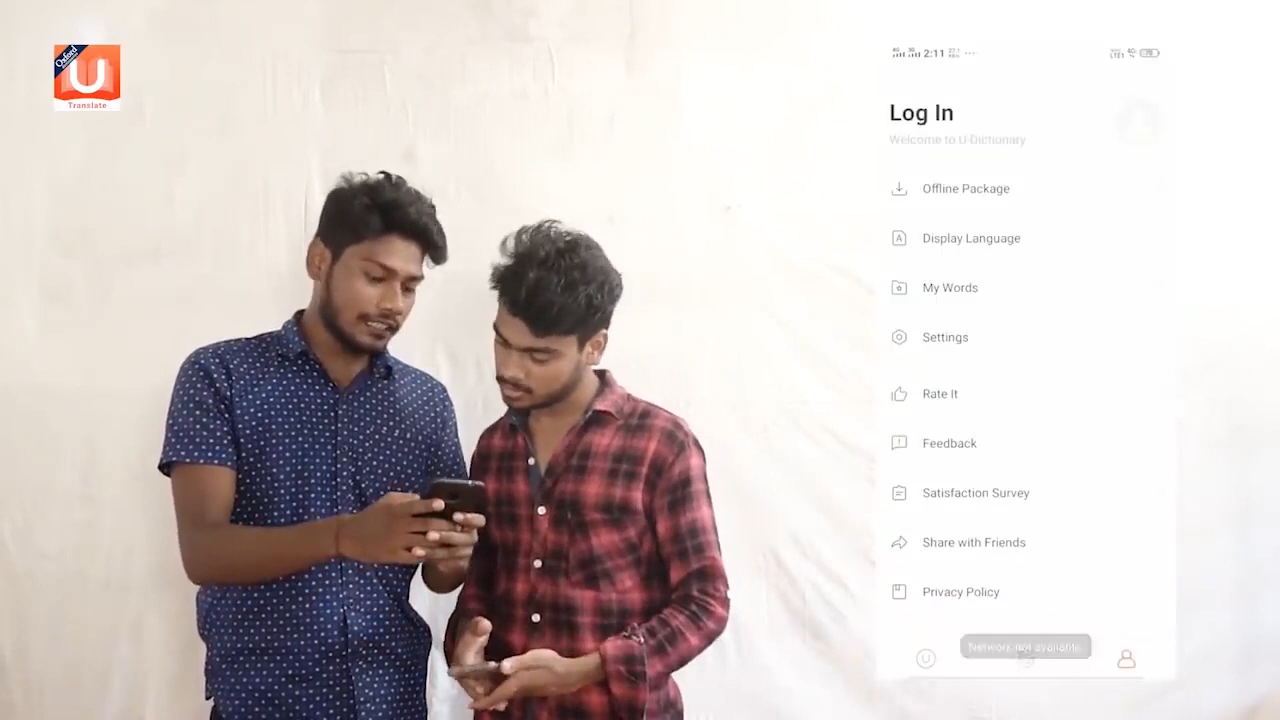 Oxford
U
Translate
2:11
Log In
Welcome to U-Dictionary
Offline Package
Display Language
My Words
Settings
Rate It
Feedback
Satisfaction Survey
Share with Friends
Privacy Policy
Network not available